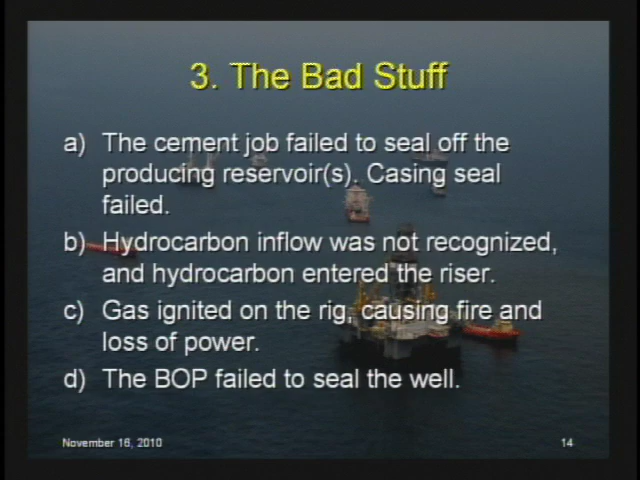 3. The Bad Stuff
a) The cement job failed to seal off the
producing reservoir(s). Casing seal
failed.
b) Hydrocarbon inflow was not recognized,
and hydrocarbon entered the riser.
c) Gas ignited on the rig, causing fire and
loss of power.
d) The BOP failed to seal the well.
November 16, 2010
14